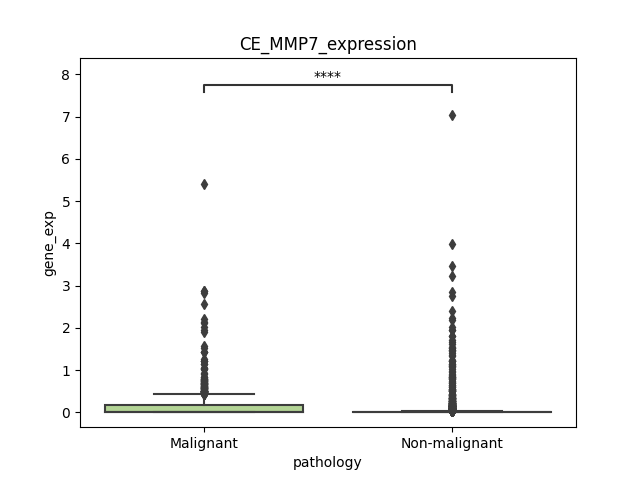 CE_MMP7_expression
****
8
7
6
5
4
3
2
1
0
gene_exp
Malignant
Non-malignant
pathology